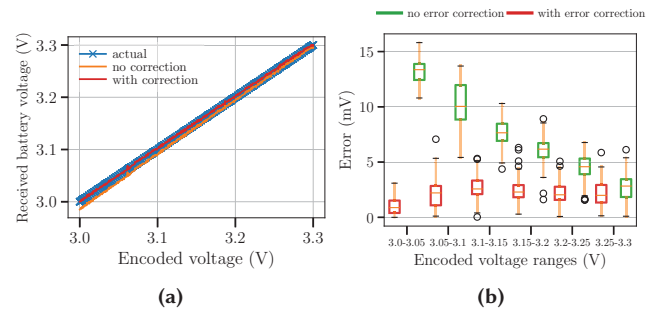 no error correction
with error correction
Received battery voltage (V)
3.3
3.2
3.1
3.0
actual
no correction
with correction
3.0
3.1
3.2
3.3
Encoded voltage (V)
(a)
Error (mV)
15
10
5
0
3.0-3.05
3.05-3.1
3.1-3.15
3.15-3.2
3.2-3.25
3.25-3.3
Encoded voltage ranges (V)
(b)